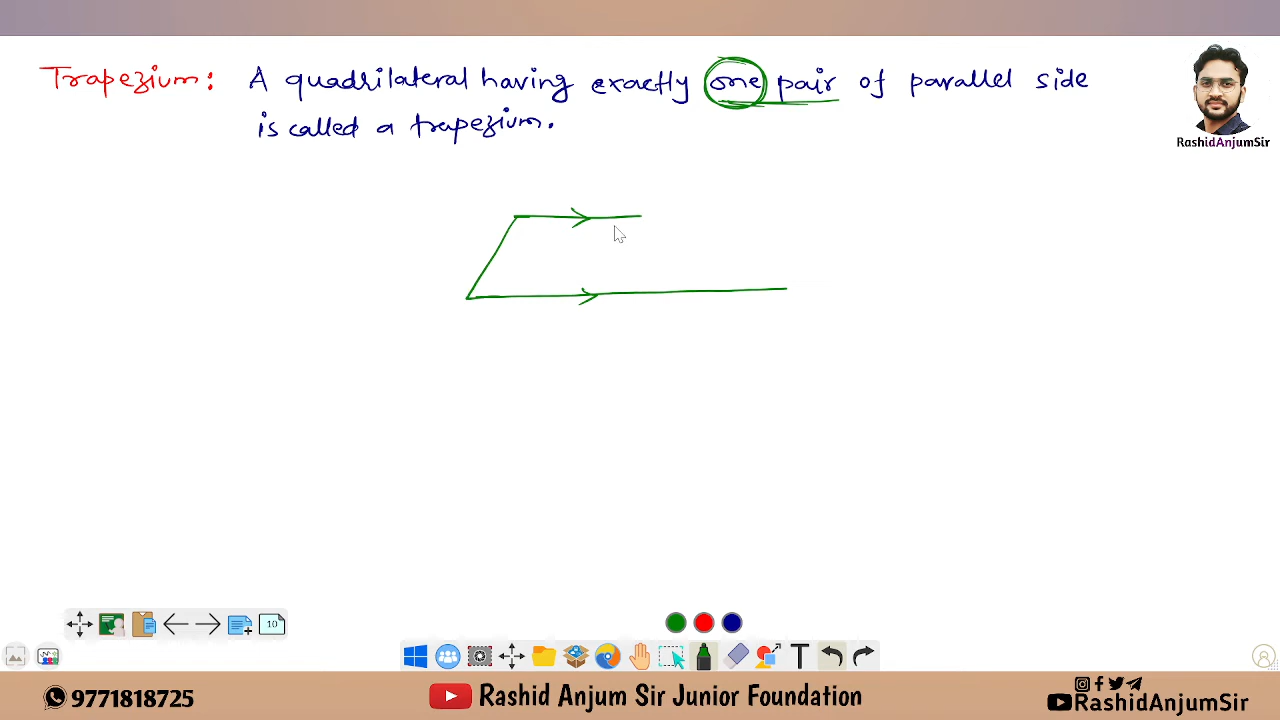 Trapezium: A quadrilateral having exactly one pair of parallel side
is called a trapezium.
RashidAnjumSir
10
T
9771818725
Rashid Anjum Sir Junior Foundation
RashidAnjumSir